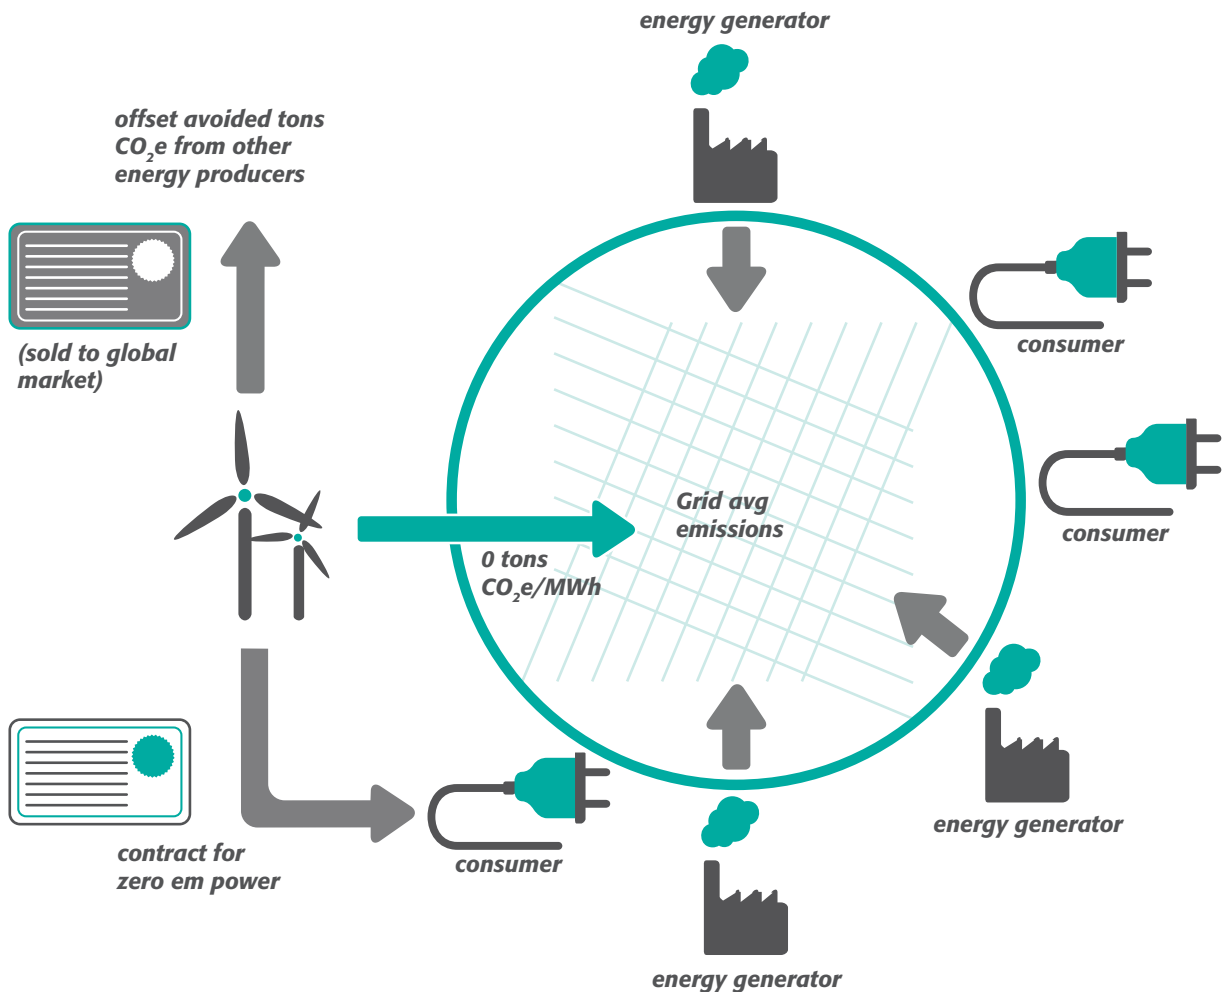 energy generator
offset avoided tons
CO₂e from other
energy producers
(sold to global
market)
consumer
consumer
Grid avg
emissions
0 tons
CO₂e/MWh
energy generator
contract for
zero em power
consumer
energy generator